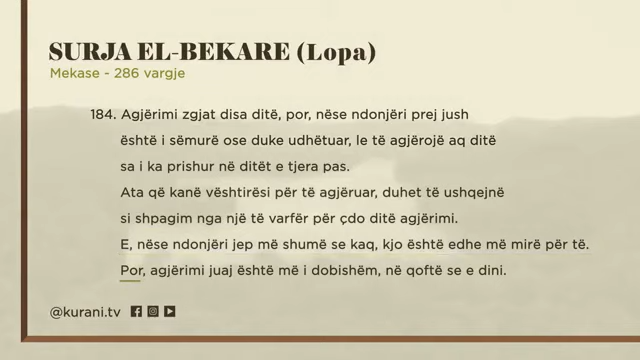 SURJA EL-BEKARE (Lopa)
Mekase - 286 vargje
184. Agjërimi zgjat disa ditë, por, nëse ndonjëri prej jush
është i sëmurë ose duke udhëtuar, le të agjërojë aq ditë
sa i ka prishur në ditët e tjera pas.
Ata që kanë vështirësi për të agjëruar, duhet të ushqejnë
si shpagim nga një të varfër për çdo ditë agjërimi.
E, nëse ndonjëri jep më shumë se kaq, kjo është edhe më mirë për të.
Por, agjërimi juaj është më i dobishëm, në qoftë se e dini.
@kurani.tv